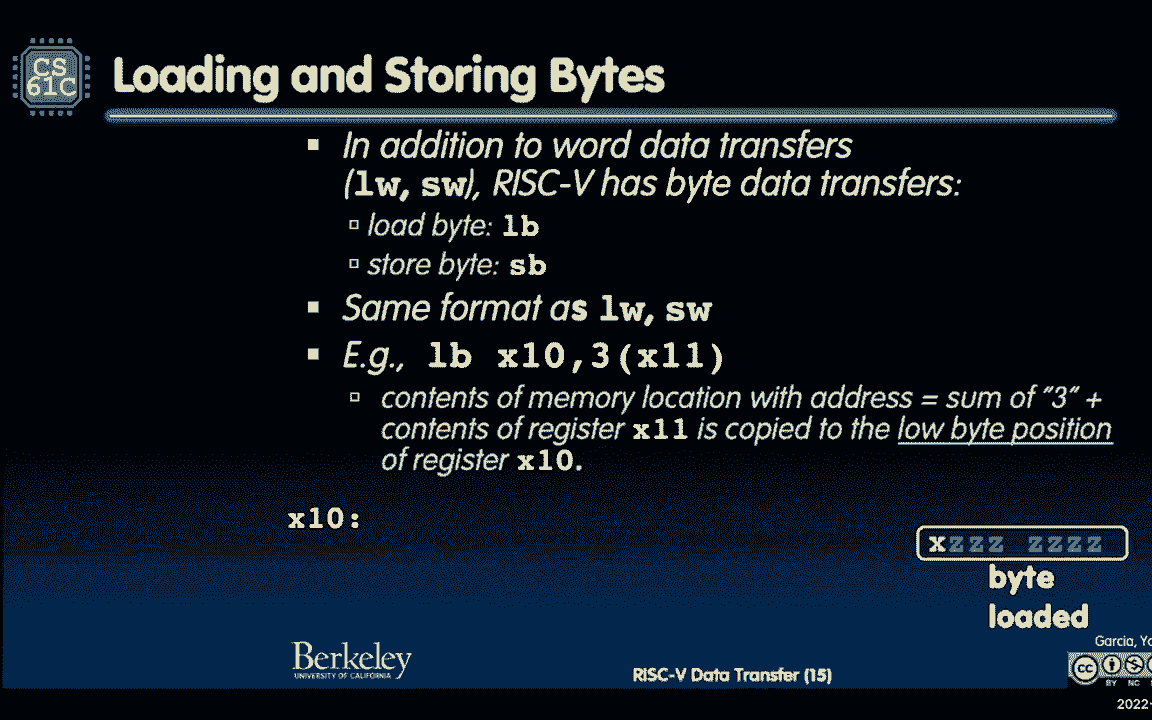 CS
61C
Loading and Storing Bytes
▪ In addition to word data transfers
(lw, sw), RISC-V has byte data transfers:
▫ load byte: lb
▫ store byte: sb
▪ Same format as lw, sw
▪ E.g., lb x10,3(x11)
▫ contents of memory location with address = sum of “3” +
contents of register x11 is copied to the low byte position
of register x10.
x10:
xzzz zzzz
byte
loaded
Berkeley
UNIVERSITY OF CALIFORNIA
RISC-V Data Transfer (15)
Garcia,
cc
BY NC
2022-